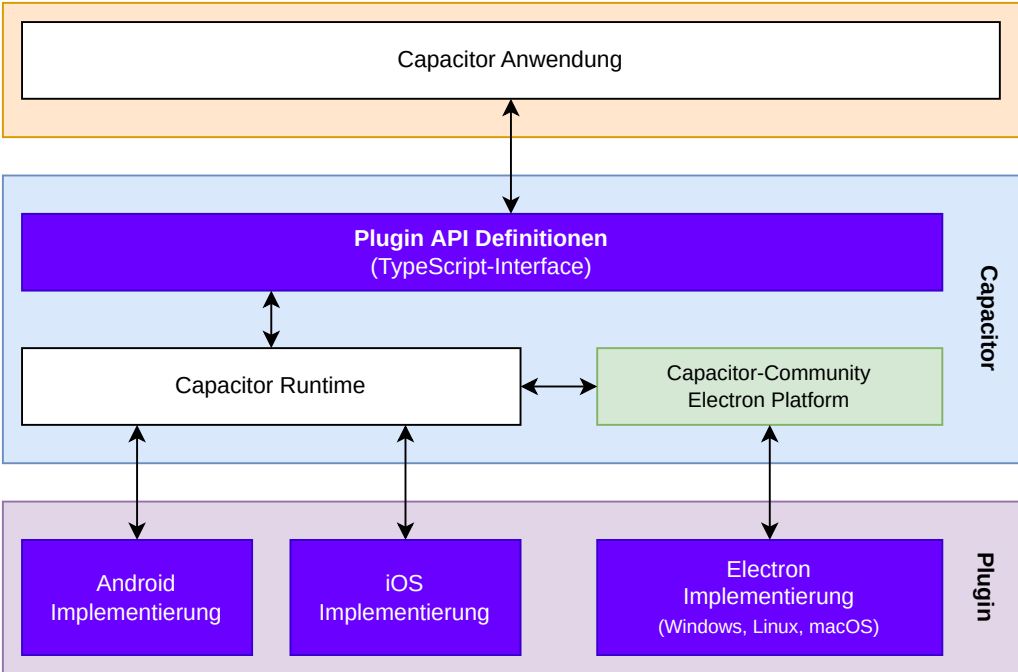 Capacitor Anwendung
Plugin API Definitionen
(TypeScript-Interface)
Capacitor
Capacitor Runtime
Capacitor-Community
Electron Platform
Android
Implementierung
iOS
Implementierung
Electron
Implementierung
(Windows, Linux, macOS)
Plugin